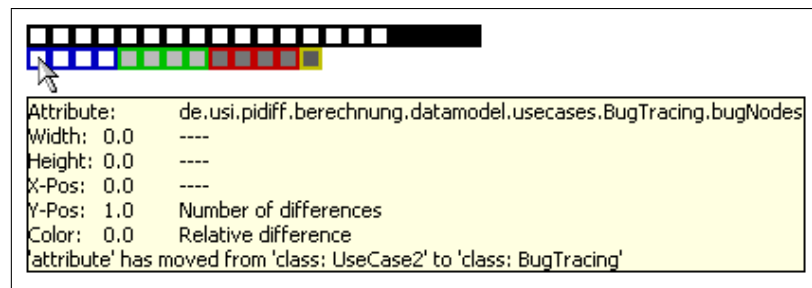 Attribute: de.usi.pidiff.berechnung.datamodel.usecases.BugTracing.bugNodes
Width: 0.0 ----
Height: 0.0 ----
X-Pos: 0.0 ----
Y-Pos: 1.0 Number of differences
Color: 0.0 Relative difference
'attribute' has moved from 'class: UseCase2' to 'class: BugTracing'